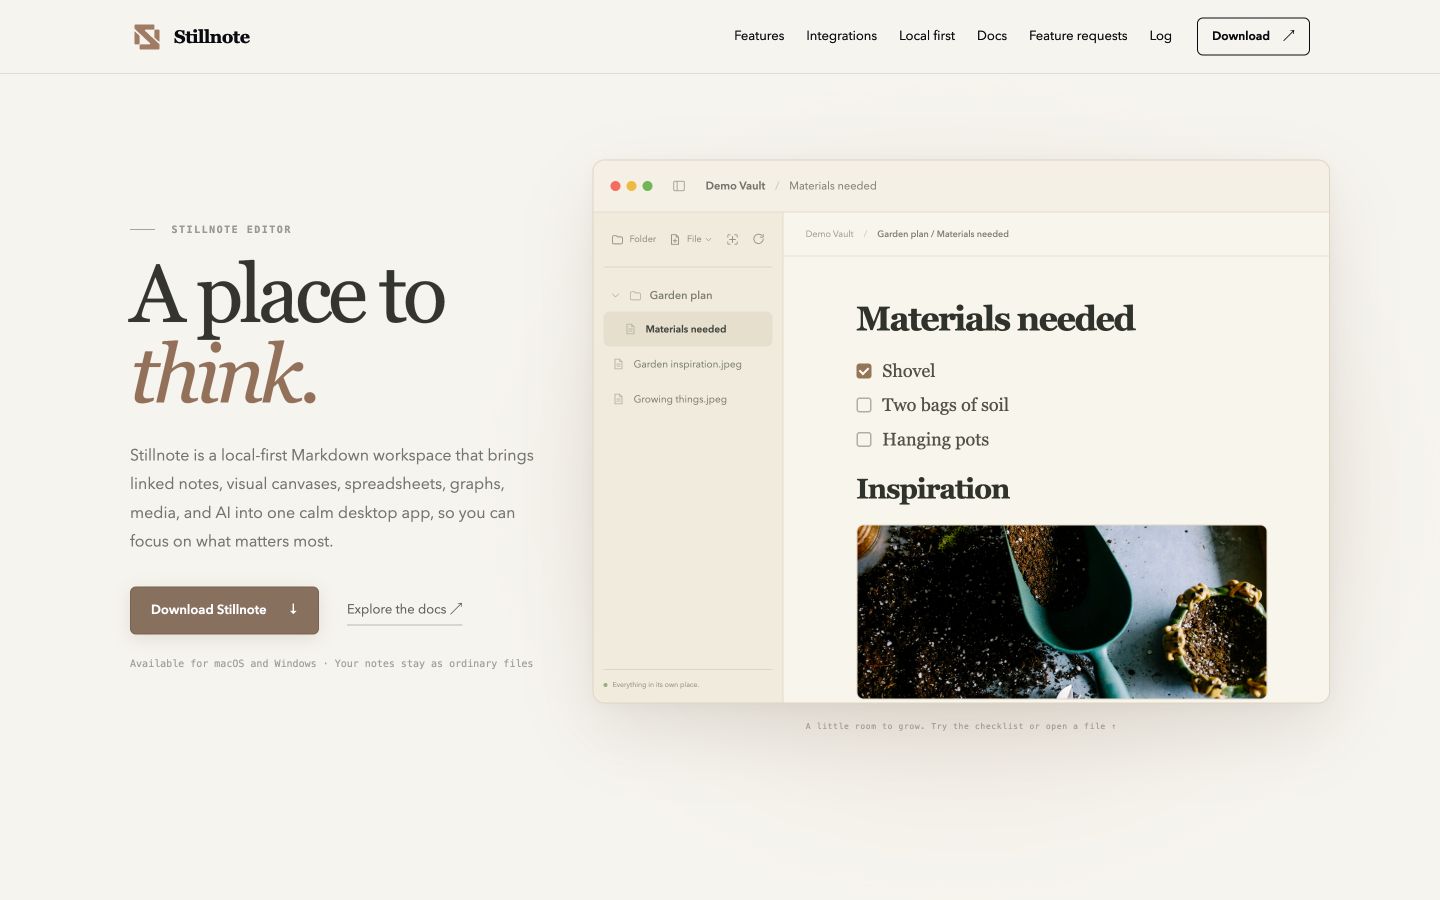 Stillnote
Features
Integrations
Local first
Docs
Feature requests
Log
Download ↗
STILLNOTE EDITOR
A place to
think.
Stillnote is a local-first Markdown workspace that brings
linked notes, visual canvases, spreadsheets, graphs,
media, and AI into one calm desktop app, so you can
focus on what matters most.
Download Stillnote ↓
Explore the docs ↗
Available for macOS and Windows · Your notes stay as ordinary files
Demo Vault / Materials needed
Folder
File
Garden plan
Materials needed
Garden inspiration.jpeg
Growing things.jpeg
Everything in its own place.
Demo Vault / Garden plan / Materials needed
Materials needed
Shovel
Two bags of soil
Hanging pots
Inspiration
A little room to grow. Try the checklist or open a file ↑